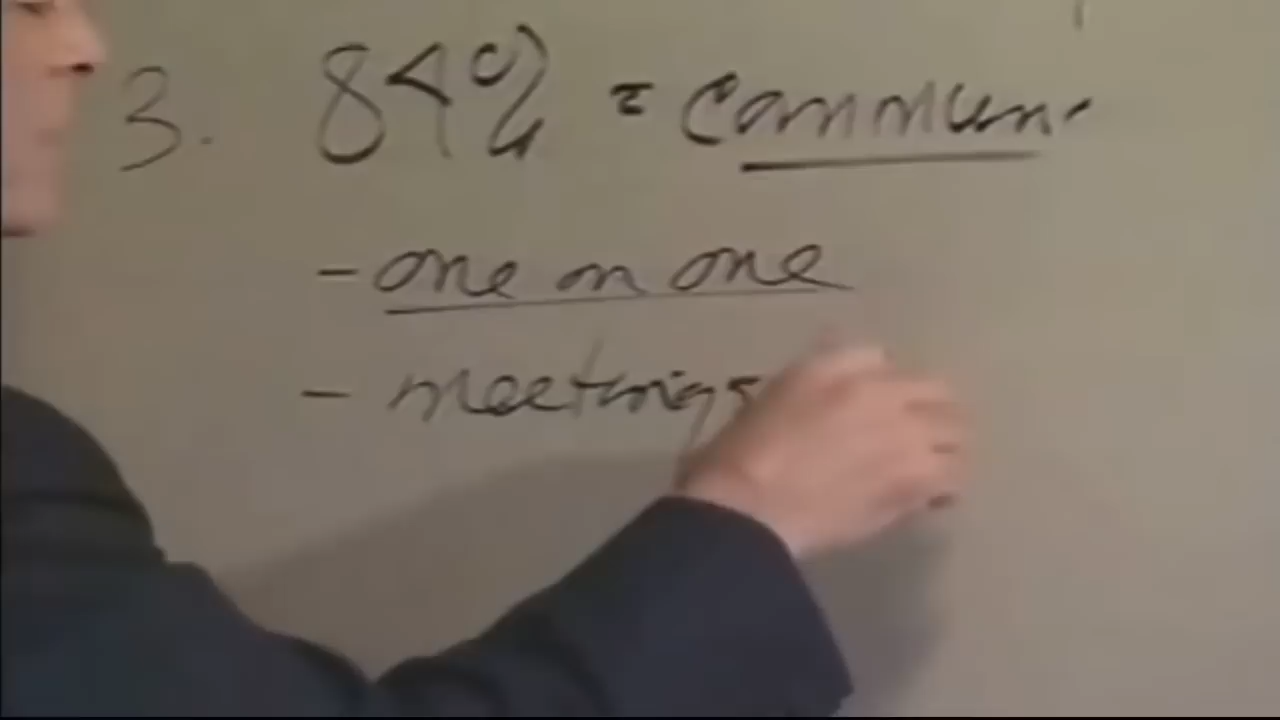 3. 84% = commun.
- one on one
- meetings